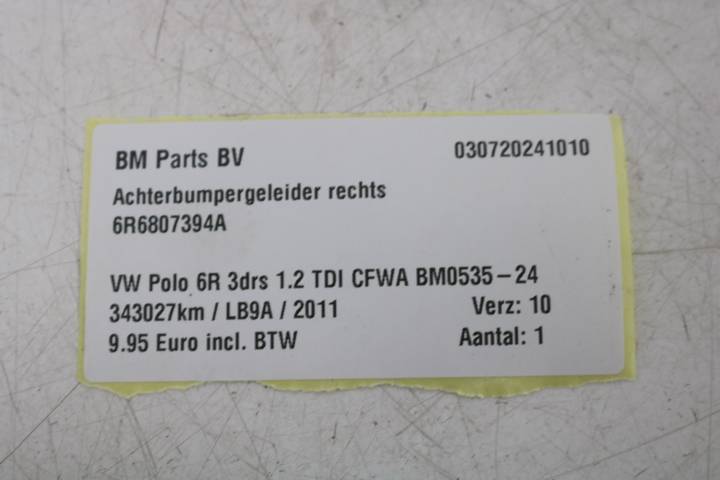 BM Parts BV 030720241010
Achterbumpergeleider rechts
6R6807394A
VW Polo 6R 3drs 1.2 TDI CFWA BM0535-24
343027km / LB9A / 2011 Verz: 10
9.95 Euro incl. BTW Aantal: 1